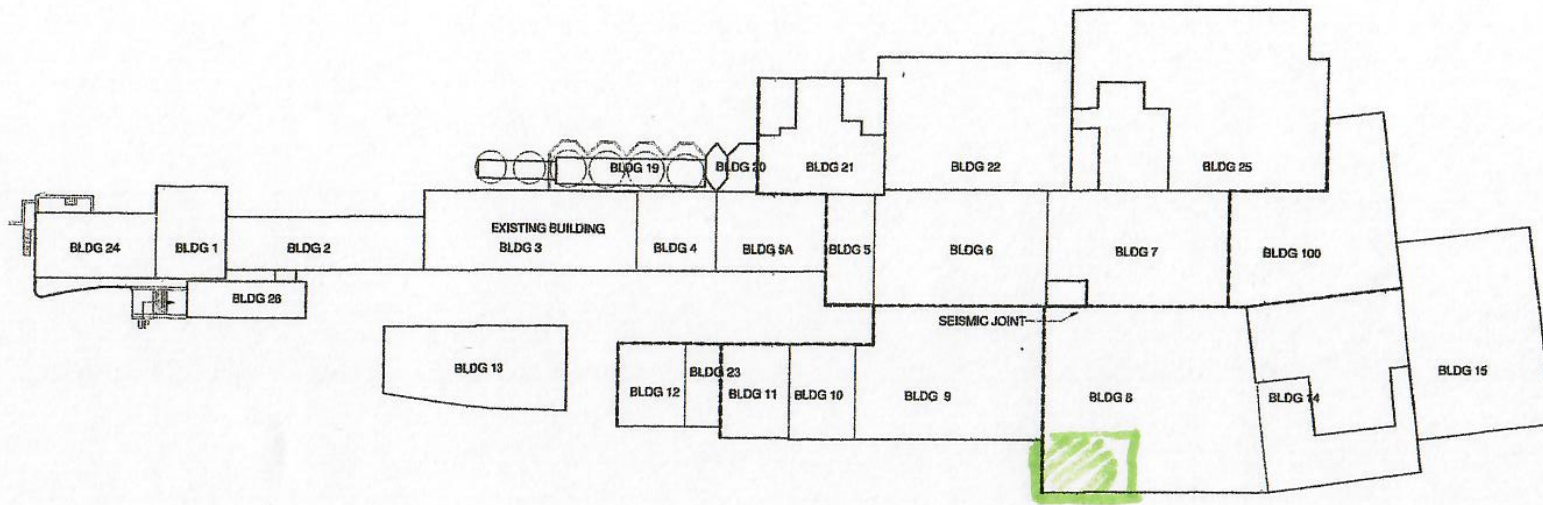 BLDG 19
BLDG 20
BLDG 21
BLDG 22
BLDG 25
BLDG 24
BLDG 1
BLDG 2
EXISTING BUILDING
BLDG 3
BLDG 4
BLDG 5A
BLDG 5
BLDG 6
BLDG 7
BLDG 100
BLDG 26
SEISMIC JOINT
BLDG 13
BLDG 12
BLDG 23
BLDG 11
BLDG 10
BLDG 9
BLDG 8
BLDG 14
BLDG 15